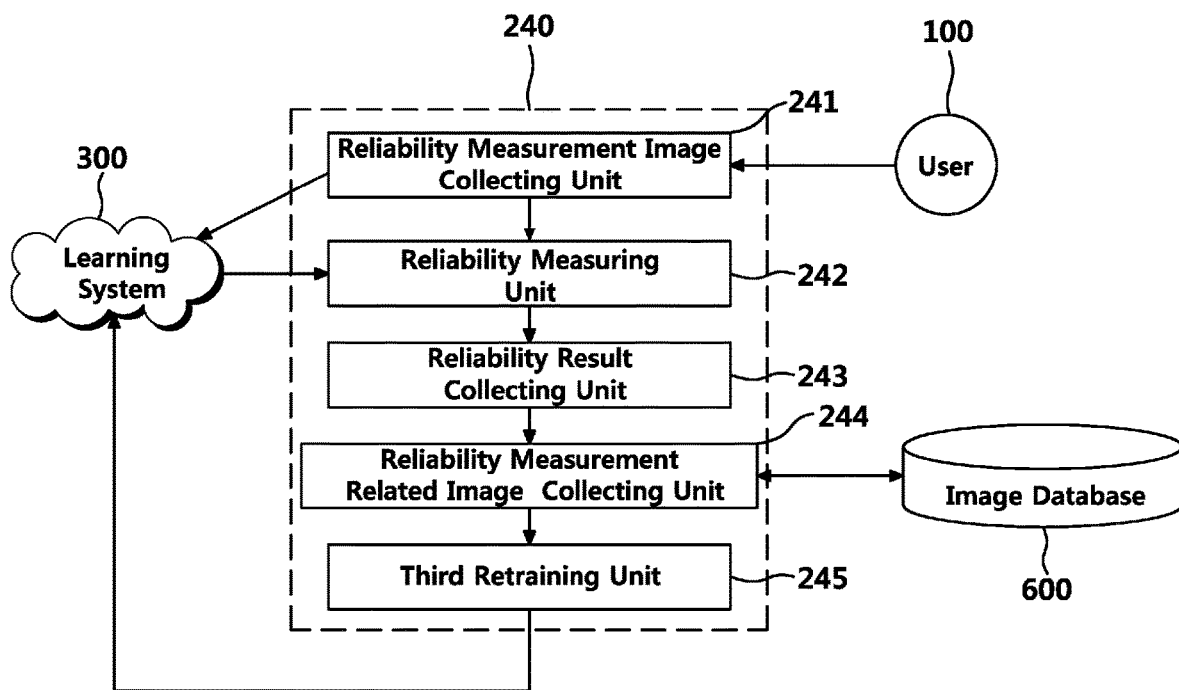 240
100
241
Reliability Measurement Image
Collecting Unit
User
300
Learning
System
Reliability Measuring
Unit
242
Reliability Result
Collecting Unit
243
244
Reliability Measurement
Related Image Collecting Unit
Image Database
Third Retraining Unit
245
600